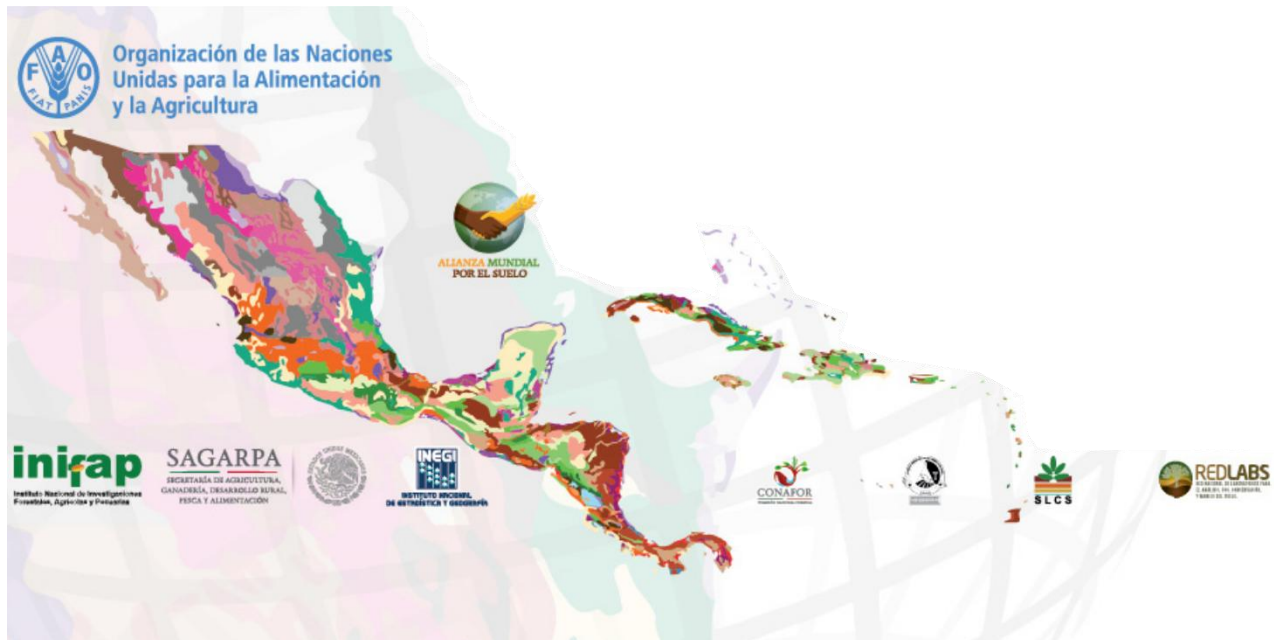 Organización de las Naciones
Unidas para la Alimentación
y la Agricultura
FAO
FIAT PANIS
ALIANZA MUNDIAL
POR EL SUELO
inifap
Instituto Nacional de Investigaciones
Forestales, Agrícolas y Pecuarias
SAGARPA
SECRETARÍA DE AGRICULTURA,
GANADERÍA, DESARROLLO RURAL,
PESCA Y ALIMENTACIÓN
INEGI
INSTITUTO NACIONAL
DE ESTADÍSTICA Y GEOGRAFÍA
CONAFOR
SLCS
REDLABS